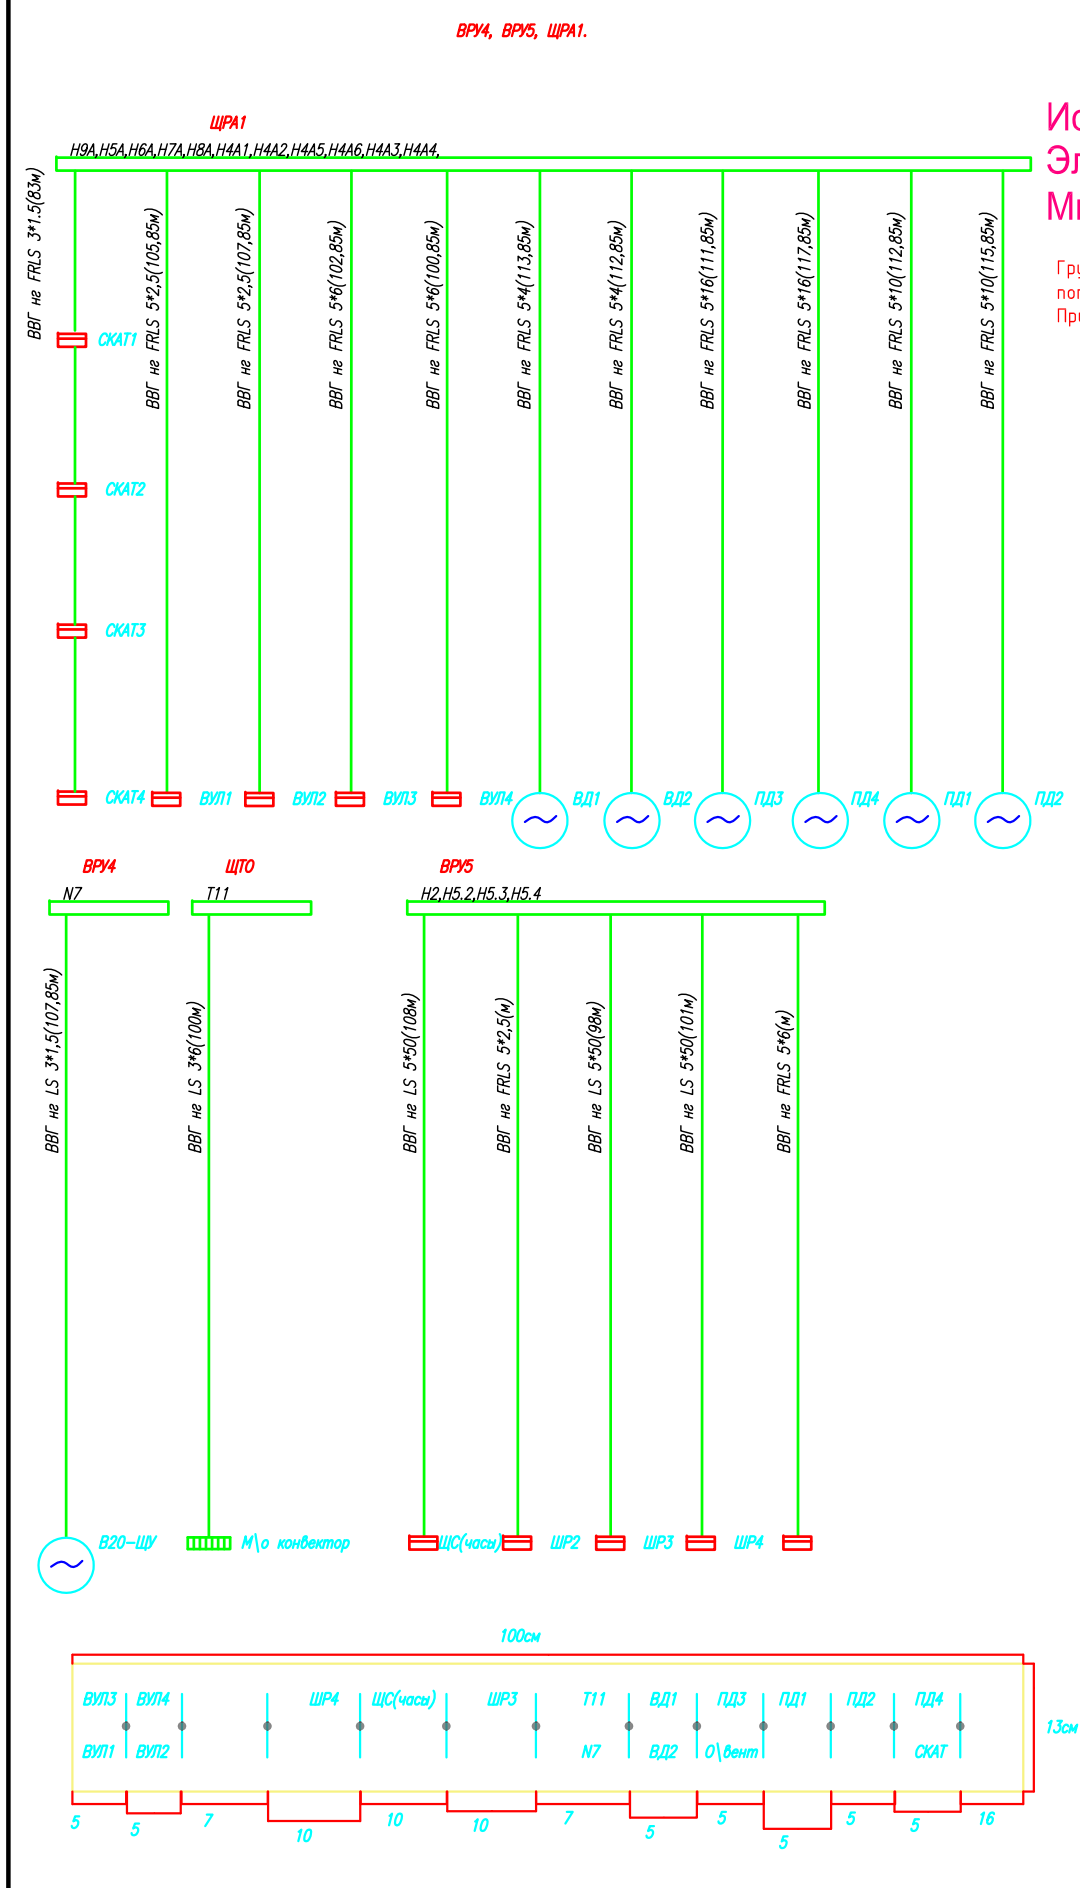 ВРУ4, ВРУ5, ЩРА1.
ЩРА1
Н9А,Н5А,Н6А,Н7А,Н8А,Н4А1,Н4А2,Н4А5,Н4А6,Н4А3,Н4А4,
ВВГ нг FRLS 3*1.5(83м)
ВВГ нг FRLS 5*2,5(105,85м)
ВВГ нг FRLS 5*2,5(107,85м)
ВВГ нг FRLS 5*6(102,85м)
ВВГ нг FRLS 5*6(100,85м)
ВВГ нг FRLS 5*4(113,85м)
ВВГ нг FRLS 5*4(112,85м)
ВВГ нг FRLS 5*16(111,85м)
ВВГ нг FRLS 5*16(117,85м)
ВВГ нг FRLS 5*10(112,85м)
ВВГ нг FRLS 5*10(115,85м)
СКАТ1
СКАТ2
СКАТ3
СКАТ4 ВУП1 ВУП2 ВУП3 ВУП4 ВД1 ВД2 ПД3 ПД4 ПД1 ПД2
ВРУ4 ЩТО ВРУ5
N7 Т11 Н2,Н5.2,Н5.3,Н5.4
ВВГ нг LS 3*1,5(107,85м)
ВВГ нг LS 3*6(100м)
ВВГ нг LS 5*50(108м)
ВВГ нг FRLS 5*2,5(м)
ВВГ нг LS 5*50(98м)
ВВГ нг LS 5*50(101м)
ВВГ нг FRLS 5*6(м)
В20-ЩУ М\о конвектор ЩС(часы) ШР2 ШР3 ШР4
100см
ВУП3 ВУП4 ШР4 ЩС(часы) ШР3 Т11 ВД1 ПД3 ПД1 ПД2 ПД4
13см
ВУП1 ВУП2 N7 ВД2 О\вент СКАТ
5 5 7 10 10 10 7 5 5 5 5 5 16